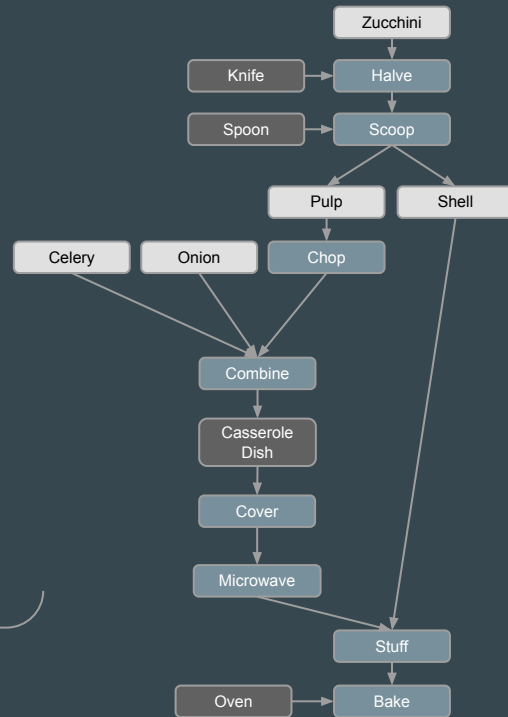 Zucchini
Knife
Halve
Spoon
Scoop
Pulp
Shell
Celery
Onion
Chop
Combine
Casserole
Dish
Cover
Microwave
Stuff
Oven
Bake